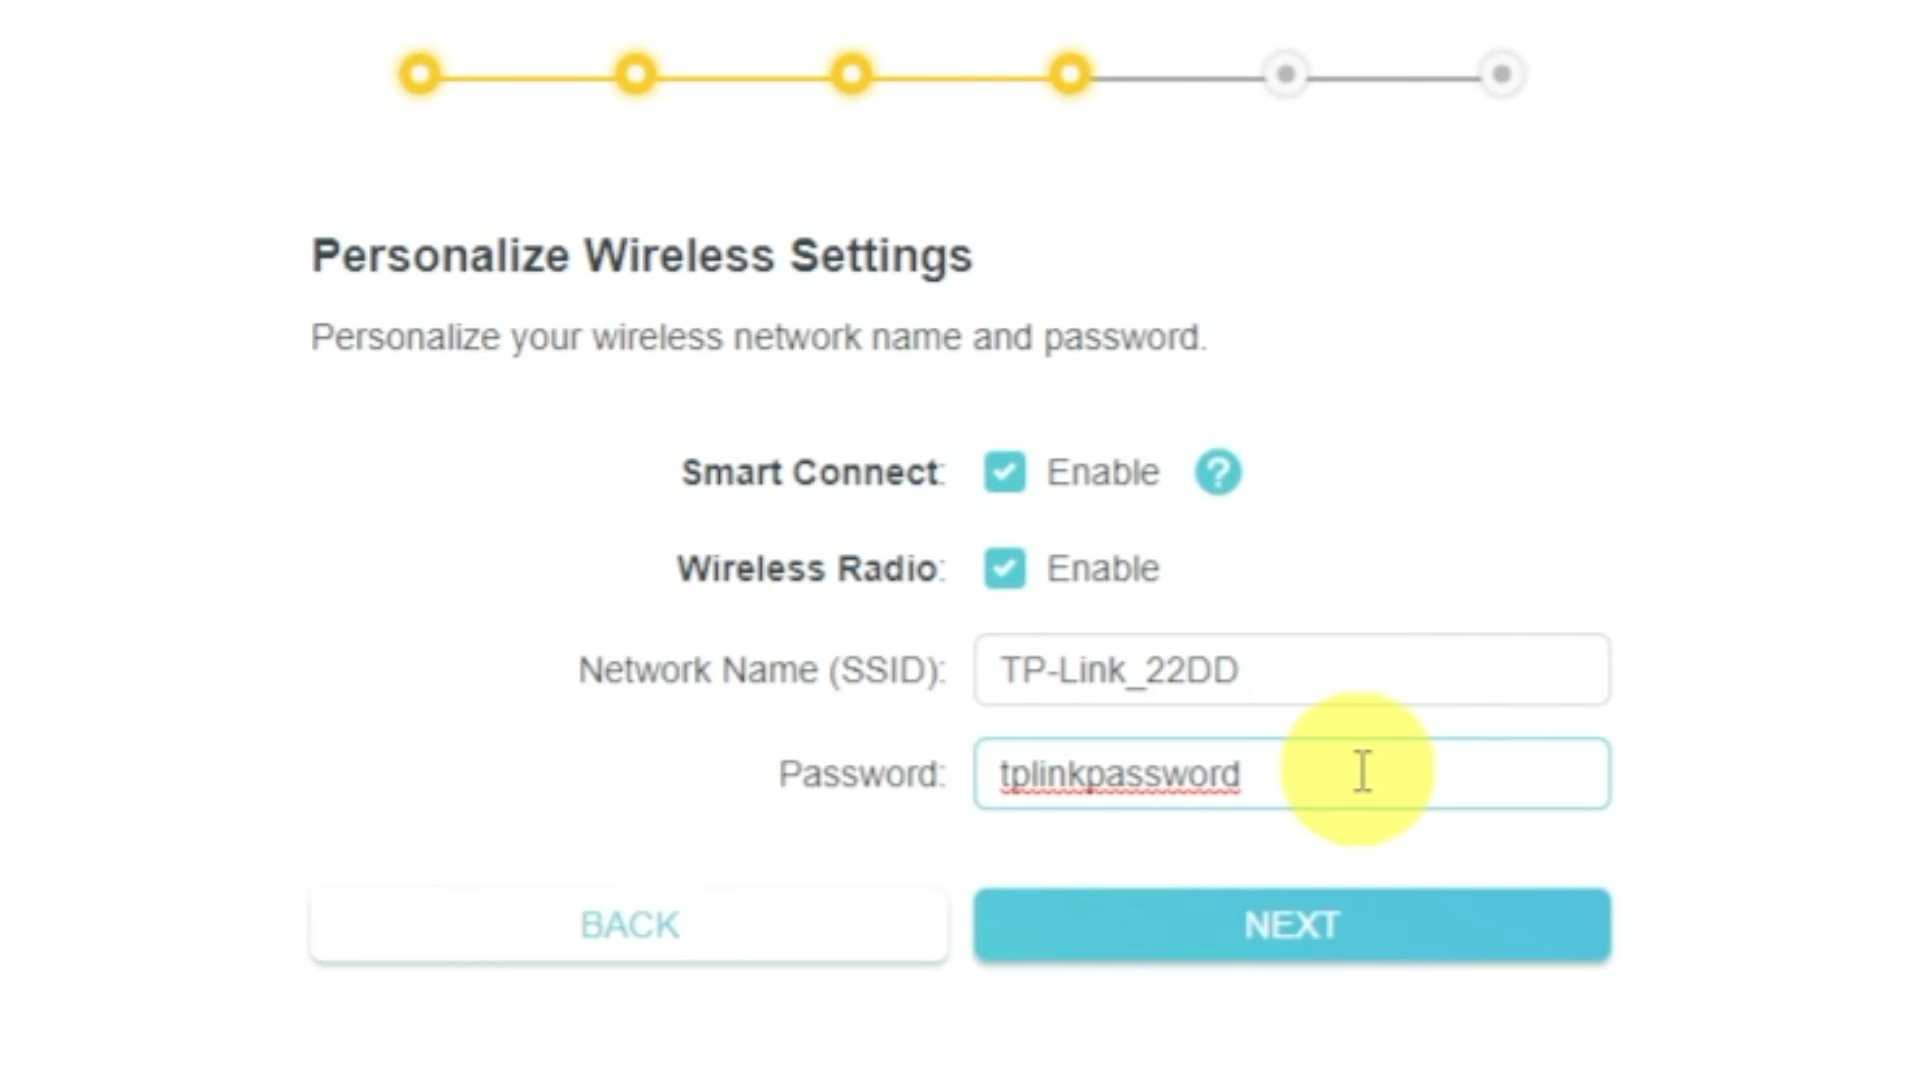 Personalize Wireless Settings
Personalize your wireless network name and password.
Smart Connect: Enable ?
Wireless Radio: Enable
Network Name (SSID): TP-Link_22DD
Password: tplinkpassword
BACK NEXT